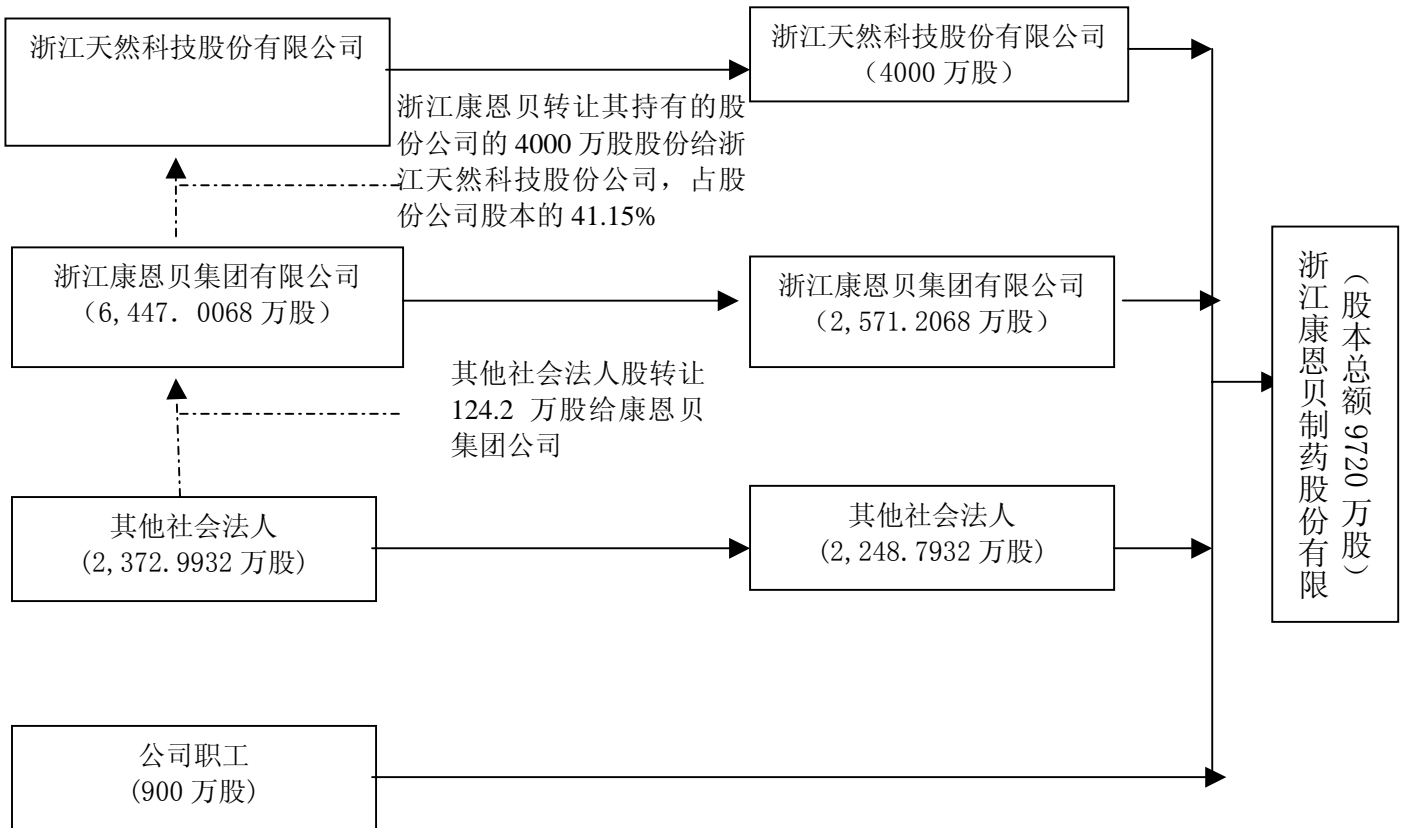 浙江天然科技股份有限公司
浙江天然科技股份有限公司
（4000 万股）
浙江康恩贝转让其持有的股
份公司的 4000 万股股份给浙
江天然科技股份公司，占股
份公司股本的 41.15%
浙江康恩贝集团有限公司
（6,447．0068 万股）
浙江康恩贝集团有限公司
（2,571.2068 万股）
其他社会法人股转让
124.2 万股给康恩贝
集团公司
其他社会法人
(2,372.9932 万股)
其他社会法人
(2,248.7932 万股)
公司职工
(900 万股)
浙江康恩贝制药股份有限
（股本总额 9720 万股）